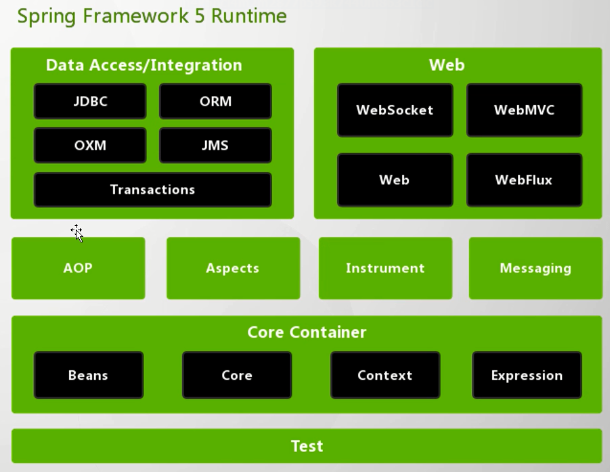 Spring Framework 5 Runtime
Data Access/Integration
JDBC ORM
OXM JMS
Transactions
Web
WebSocket WebMVC
Web WebFlux
AOP Aspects Instrument Messaging
Core Container
Beans Core Context Expression
Test